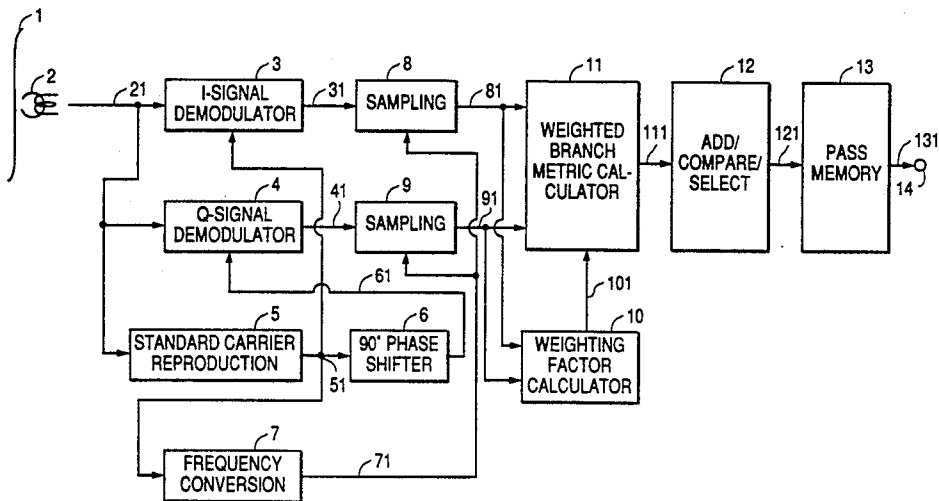 1
2
21
3
I-SIGNAL
DEMODULATOR
31
8
SAMPLING
81
11
WEIGHTED
BRANCH
METRIC CAL-
CULATOR
111
12
ADD/
COMPARE/
SELECT
121
13
PASS
MEMORY
131
14
4
Q-SIGNAL
DEMODULATOR
41
9
SAMPLING
91
61
101
5
STANDARD CARRIER
REPRODUCTION
51
6
90° PHASE
SHIFTER
10
WEIGHTING
FACTOR
CALCULATOR
7
FREQUENCY
CONVERSION
71